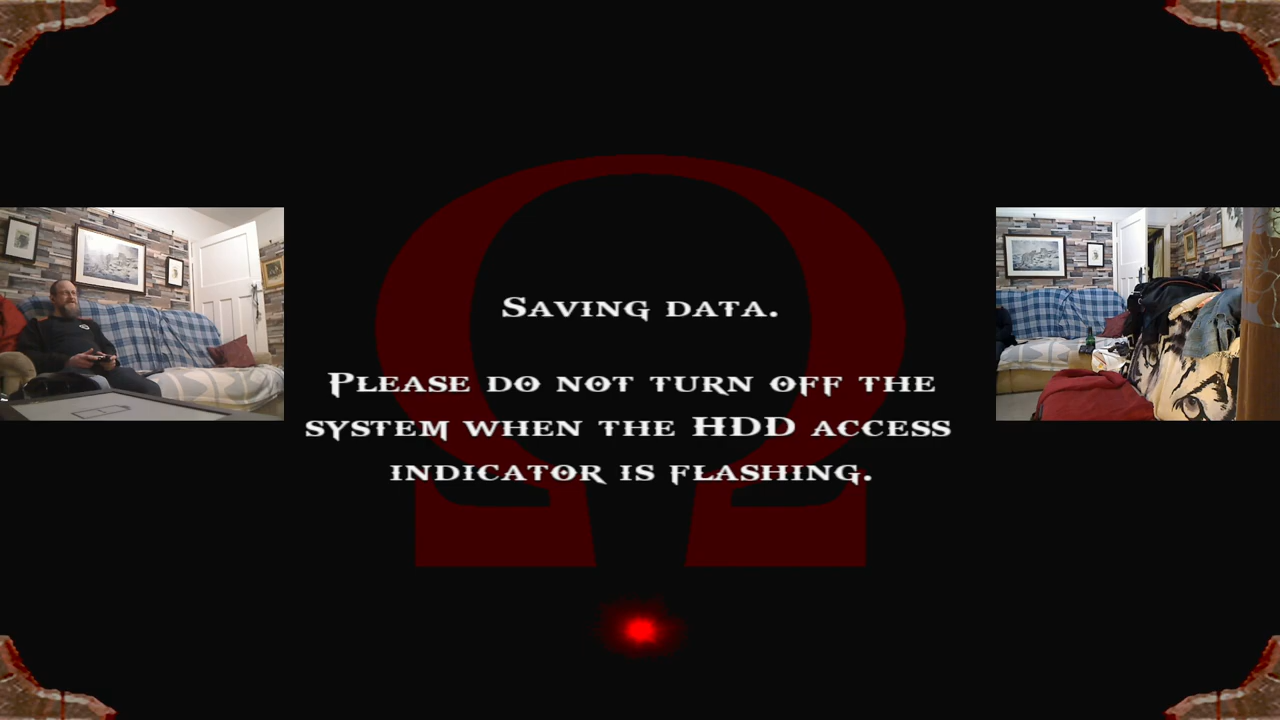 Saving data.
Please do not turn off the
system when the HDD access
indicator is flashing.